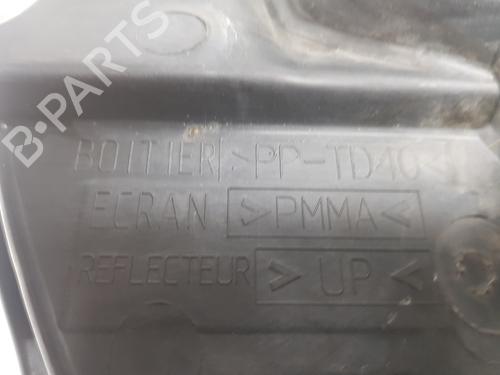 B-PARTS
BOITIER >PP-TD40<
ECRAN >PMMA<
REFLECTEUR >UP<